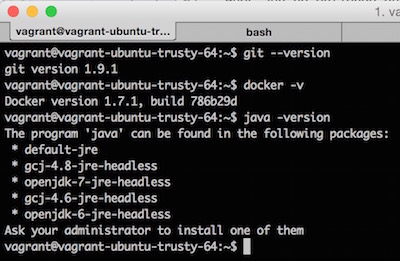 1. va
vagrant@vagrant-ubuntu-tr...
bash
vagrant@vagrant-ubuntu-trusty-64:~$ git --version
git version 1.9.1
vagrant@vagrant-ubuntu-trusty-64:~$ docker -v
Docker version 1.7.1, build 786b29d
vagrant@vagrant-ubuntu-trusty-64:~$ java -version
The program 'java' can be found in the following packages:
* default-jre
* gcj-4.8-jre-headless
* openjdk-7-jre-headless
* gcj-4.6-jre-headless
* openjdk-6-jre-headless
Ask your administrator to install one of them
vagrant@vagrant-ubuntu-trusty-64:~$